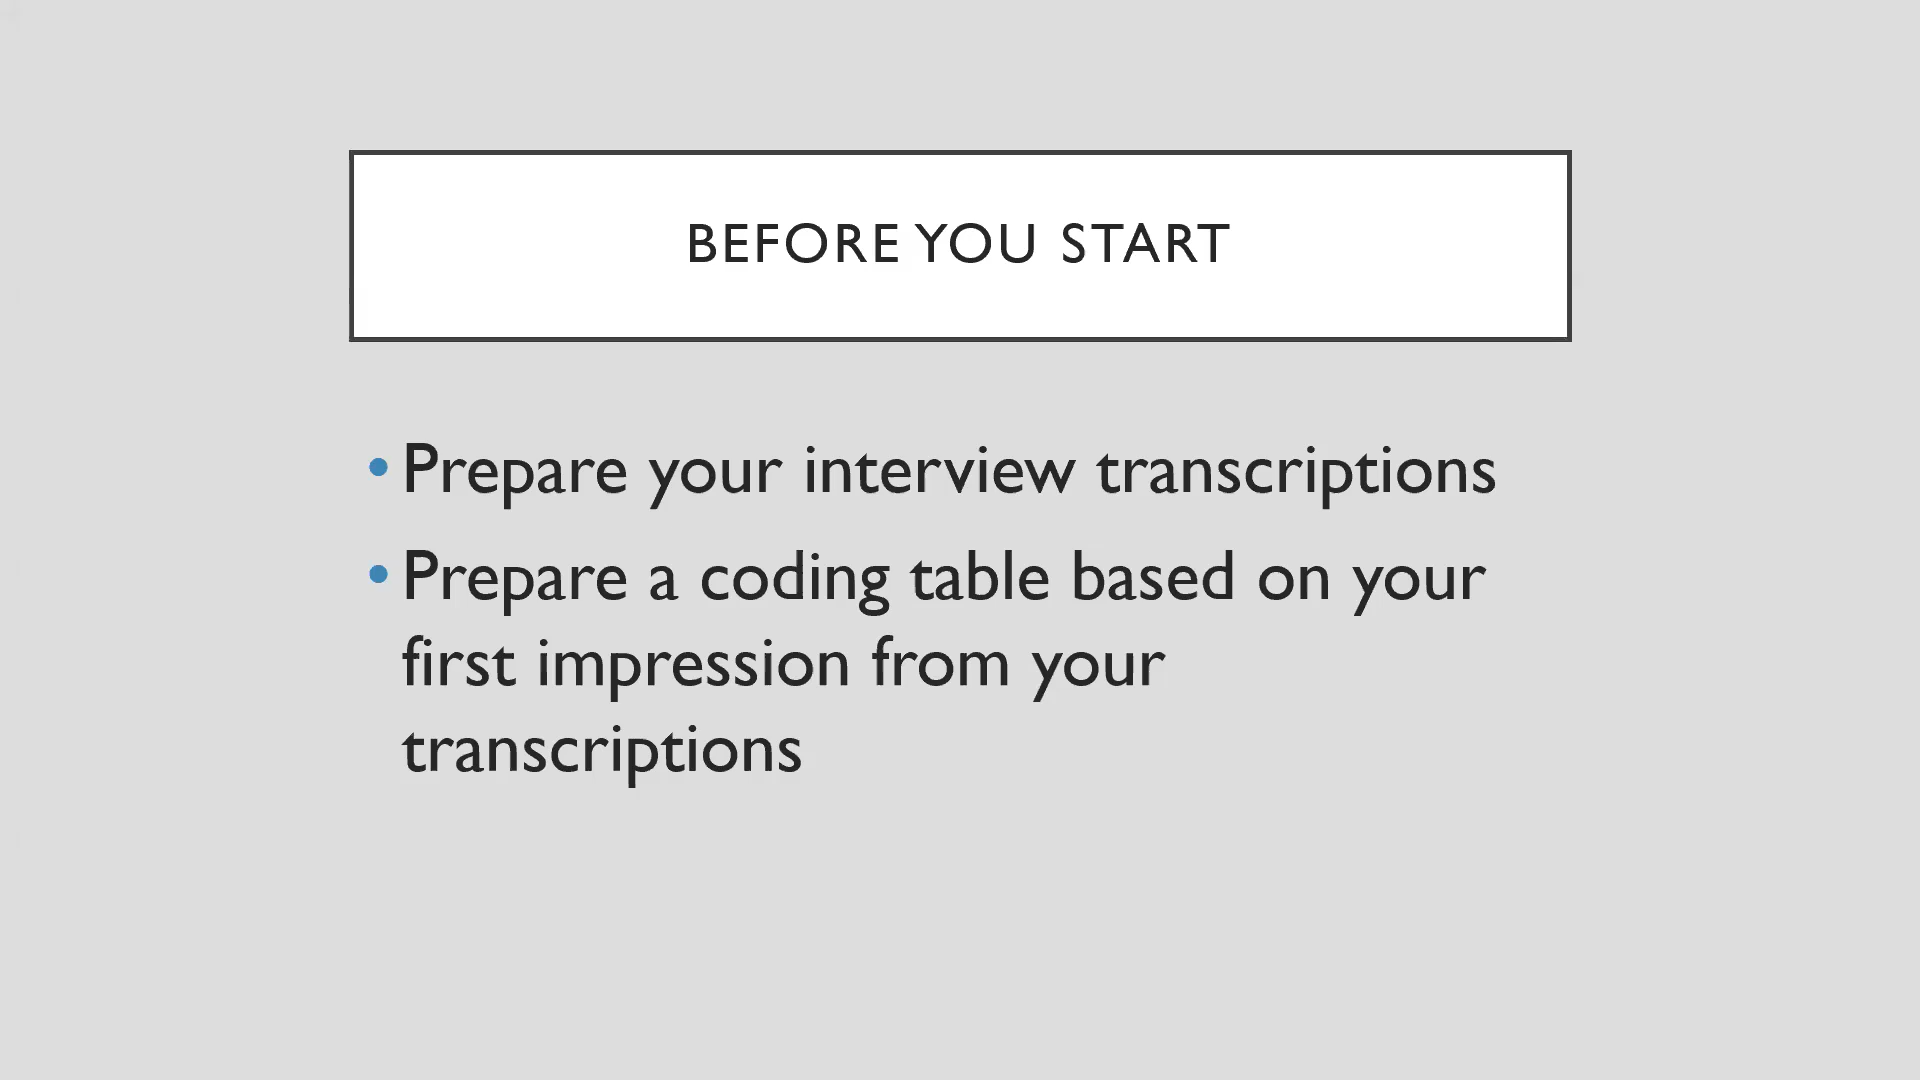 BEFORE YOU START
• Prepare your interview transcriptions
• Prepare a coding table based on your
first impression from your
transcriptions